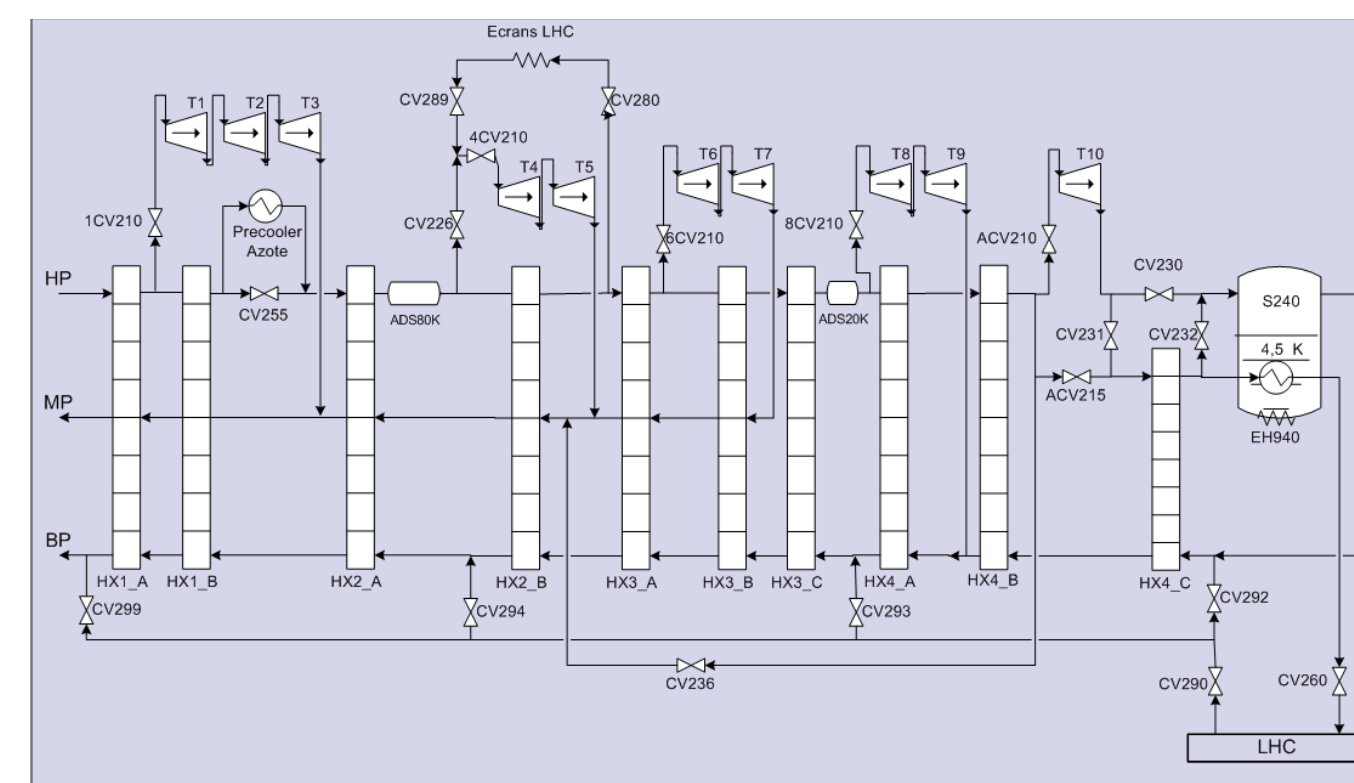 Ecrans LHC
CV289
CV280
T1
T2
T3
4CV210
T4
T5
T6
T7
T8
T9
T10
1CV210
Precooler
Azote
CV226
6CV210
8CV210
ACV210
CV230
HP
CV255
ADS80K
ADS20K
S240
CV231
CV232
4,5 K
ACV215
MP
EH940
BP
HX1_A
HX1_B
HX2_A
HX2_B
HX3_A
HX3_B
HX3_C
HX4_A
HX4_B
HX4_C
CV299
CV294
CV293
CV292
CV236
CV290
CV260
LHC